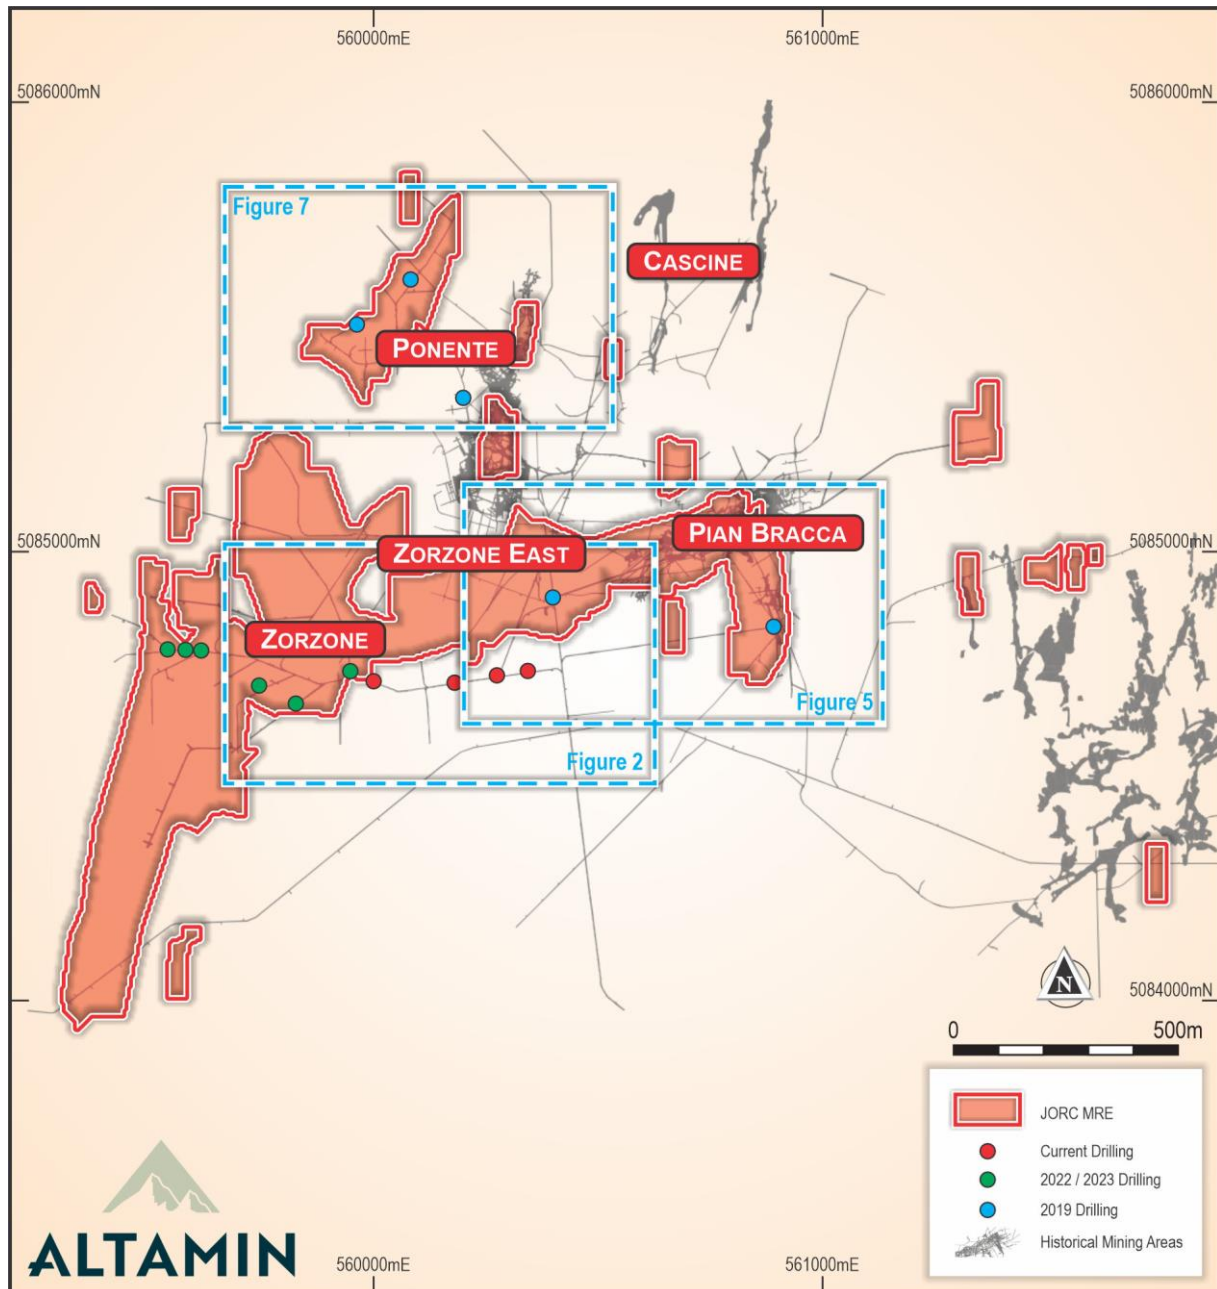 560000mE
561000mE
5086000mN
5086000mN
Figure 7
CASCINE
PONENTE
5085000mN
5085000mN
PIAN BRACCA
ZORZONE EAST
ZORZONE
Figure 5
Figure 2
N
5084000mN
0 500m
JORC MRE
Current Drilling
2022 / 2023 Drilling
2019 Drilling
Historical Mining Areas
ALTAMIN
560000mE
561000mE